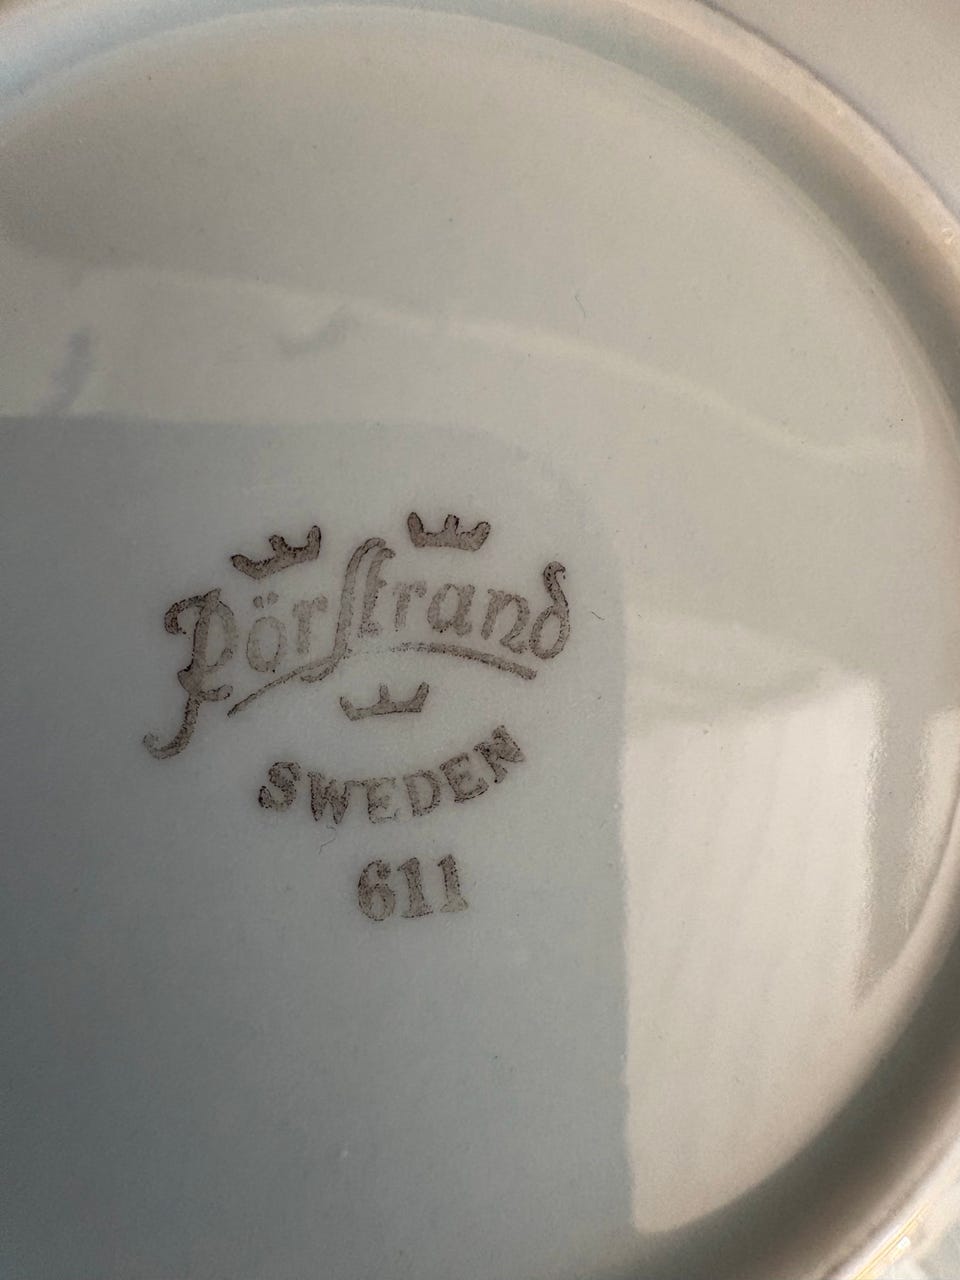 Rörstrand
SWEDEN
611